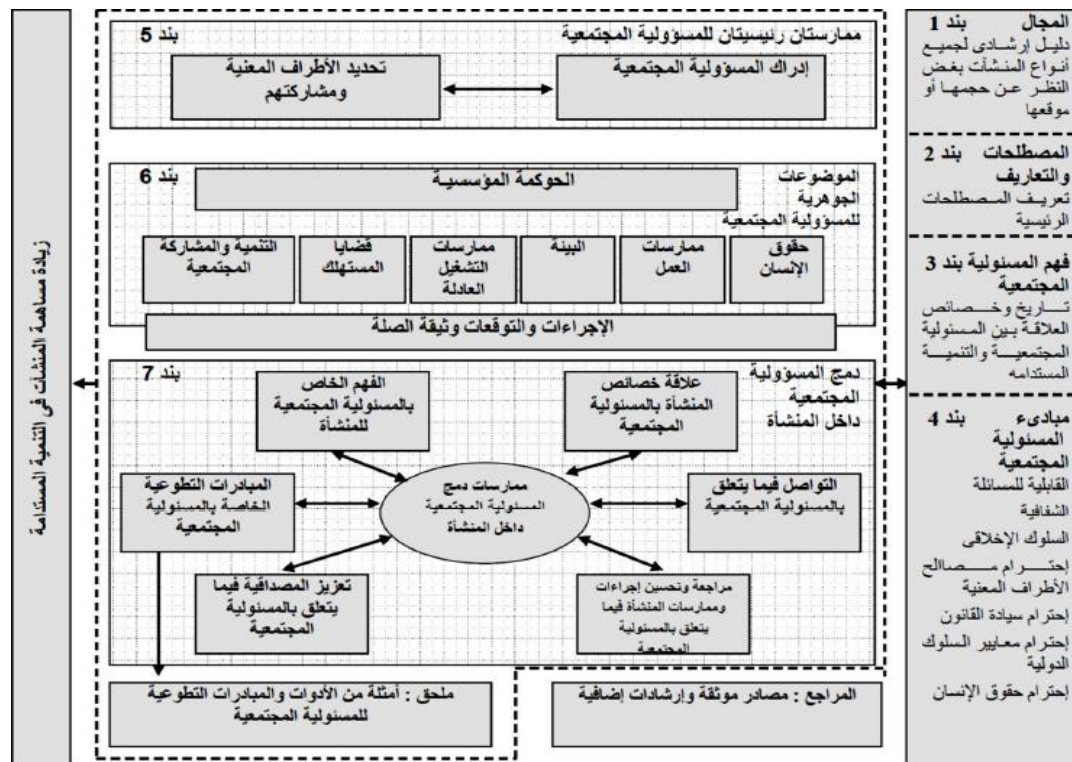 المجال بند 1
دليل إرشادى لجميع
أنواع المنشآت بغض
النظر عن حجمها أو
موقعها
المصطلحات بند 2
والتعاريف
تعريف المصطلحات
الرئيسية
فهم المسئولية بند 3
المجتمعية
تاريخ وخصائص
العلاقة بين المسئولية
المجتمعية والتنمية
المستدامه
مبادىء بند 4
المسئولية
المجتمعية
القابلية للمسائلة
الشفافية
السلوك الإخلاقى
إحترام مصاالح
الأطراف المعنية
إحترام سيادة القانون
إحترام معايير السلوك
الدولية
إحترام حقوق الإنسان
ممارستان رئيسيتان للمسؤولية المجتمعية
بند 5
إدراك المسؤولية المجتمعية
تحديد الأطراف المعنية
ومشاركتهم
الموضوعات
الجوهرية
للمسؤولية المجتمعية
بند 6
الحوكمة المؤسسية
حقوق
الإنسان
ممارسات
العمل
البيئة
ممارسات
التشغيل
العادلة
قضايا
المستهلك
التنمية والمشاركة
المجتمعية
الإجراءات والتوقعات وثيقة الصلة
دمج المسؤولية
المجتمعية
داخل المنشأة
بند 7
علاقة خصائص
المنشأة بالمسئولية
المجتمعية
الفهم الخاص
بالمسئولية المجتمعية
للمنشأة
التواصل فيما يتعلق
بالمسئولية المجتمعية
ممارسات دمج
المسئولية المجتمعية
داخل المنشأة
المبادرات التطوعية
الخاصة بالمسئولية
المجتمعية
مراجعة وتحسين إجراءات
وممارسات المنشأة فيما
يتعلق بالمسئولية
المجتمعية
تعزيز المصداقية فيما
يتعلق بالمسئولية
المجتمعية
المراجع : مصادر موثقة وإرشادات إضافية
ملحق : أمثلة من الأدوات والمبادرات التطوعية
للمسئولية المجتمعية
زيادة مساهمة المنشآت فى التنمية المستدامة